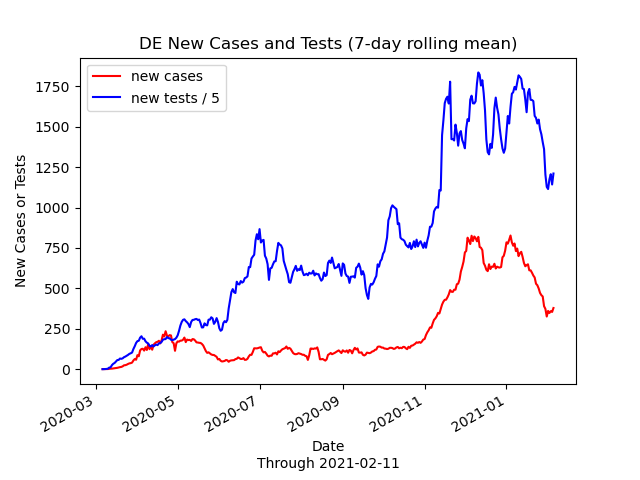 DE New Cases and Tests (7-day rolling mean)
new cases
new tests / 5
New Cases or Tests
1750
1500
1250
1000
750
500
250
0
2020-03
2020-05
2020-07
2020-09
2020-11
2021-01
Date
Through 2021-02-11